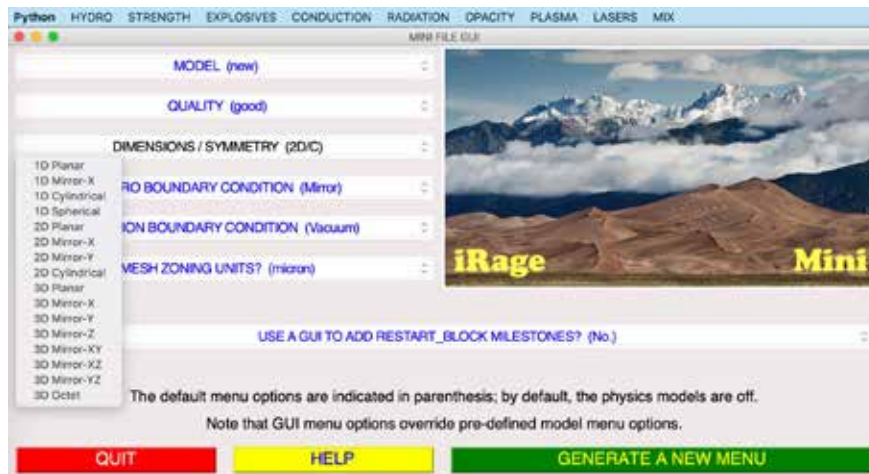 Python HYDRO STRENGTH EXPLOSIVES CONDUCTION RADIATION OPACITY PLASMA LASERS MIX
MINI FILE GUI
MODEL (new)
QUALITY (good)
DIMENSIONS / SYMMETRY (2D/C)
1D Planar
1D Mirror-X
1D Cylindrical
1D Spherical
2D Planar
2D Mirror-X
2D Mirror-Y
2D Cylindrical
3D Planar
3D Mirror-X
3D Mirror-Y
3D Mirror-Z
3D Mirror-XY
3D Mirror-XZ
3D Mirror-YZ
3D Octet
RO BOUNDARY CONDITION (Mirror)
ION BOUNDARY CONDITION (Vacuum)
MESH ZONING UNITS? (micron)
iRage Mini
USE A GUI TO ADD RESTART_BLOCK MILESTONES? (No.)
The default menu options are indicated in parenthesis; by default, the physics models are off.
Note that GUI menu options override pre-defined model menu options.
QUIT HELP GENERATE A NEW MENU